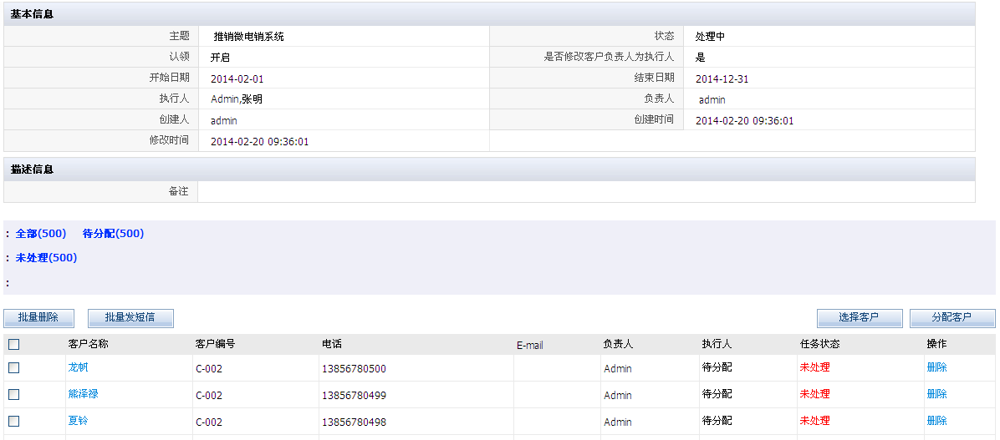 基本信息
主题 推销微电销系统 状态 处理中
认领 开启 是否修改客户负责人为执行人 是
开始日期 2014-02-01 结束日期 2014-12-31
执行人 Admin,张明 负责人 admin
创建人 admin 创建时间 2014-02-20 09:36:01
修改时间 2014-02-20 09:36:01
描述信息
备注
: 全部(500) 待分配(500)
: 未处理(500)
:
批量删除 批量发短信 选择客户 分配客户
客户名称 客户编号 电话 E-mail 负责人 执行人 任务状态 操作
龙帆 C-002 13856780500 Admin 待分配 未处理 删除
熊泽禄 C-002 13856780499 Admin 待分配 未处理 删除
夏铃 C-002 13856780498 Admin 待分配 未处理 删除